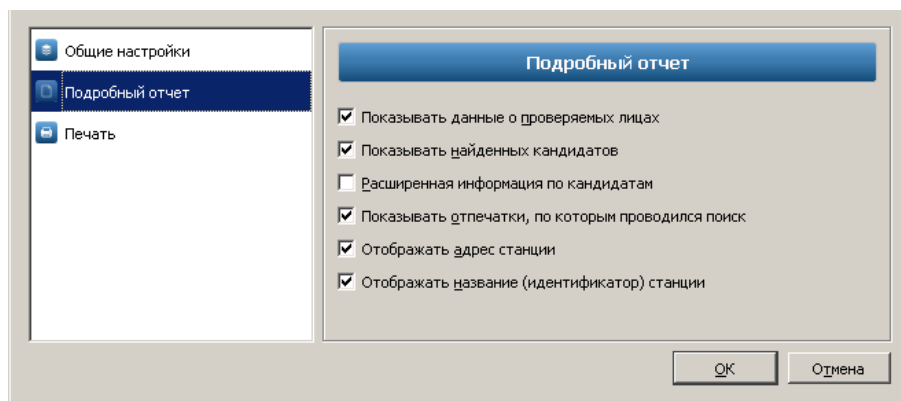 Общие настройки
Подробный отчет
Печать
Подробный отчет
Показывать данные о проверяемых лицах
Показывать найденных кандидатов
Расширенная информация по кандидатам
Показывать отпечатки, по которым проводился поиск
Отображать адрес станции
Отображать название (идентификатор) станции
OK
Отмена